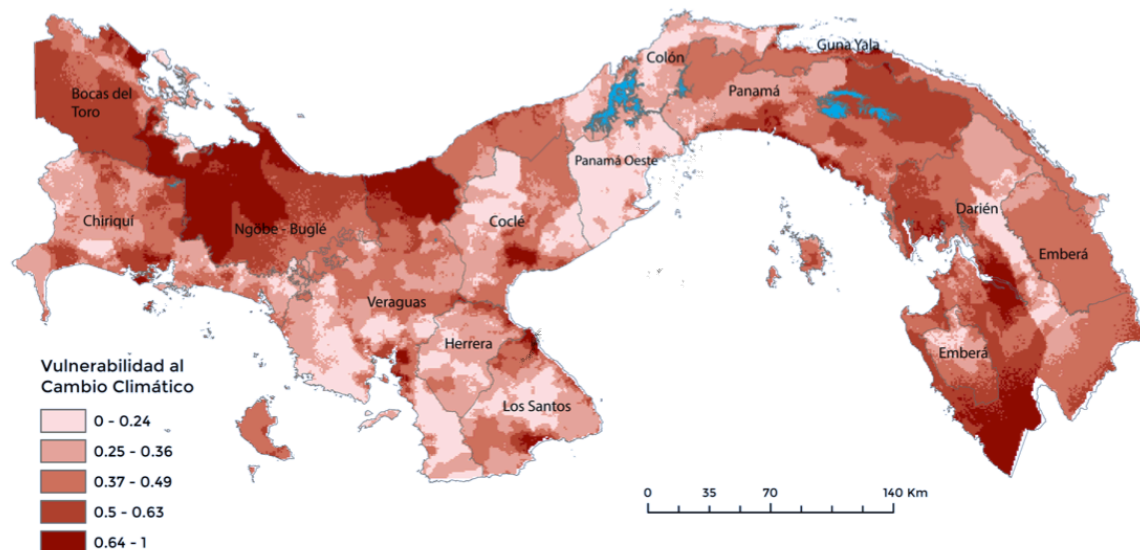 Guna Yala
Colón
Bocas del
Toro
Panamá
Panamá Oeste
Chiriquí
Ngöbe - Buglé
Coclé
Darién
Emberá
Veraguas
Herrera
Emberá
Los Santos
Vulnerabilidad al
Cambio Climático
0 - 0.24
0.25 - 0.36
0.37 - 0.49
0.5 - 0.63
0.64 - 1
0 35 70 140 Km